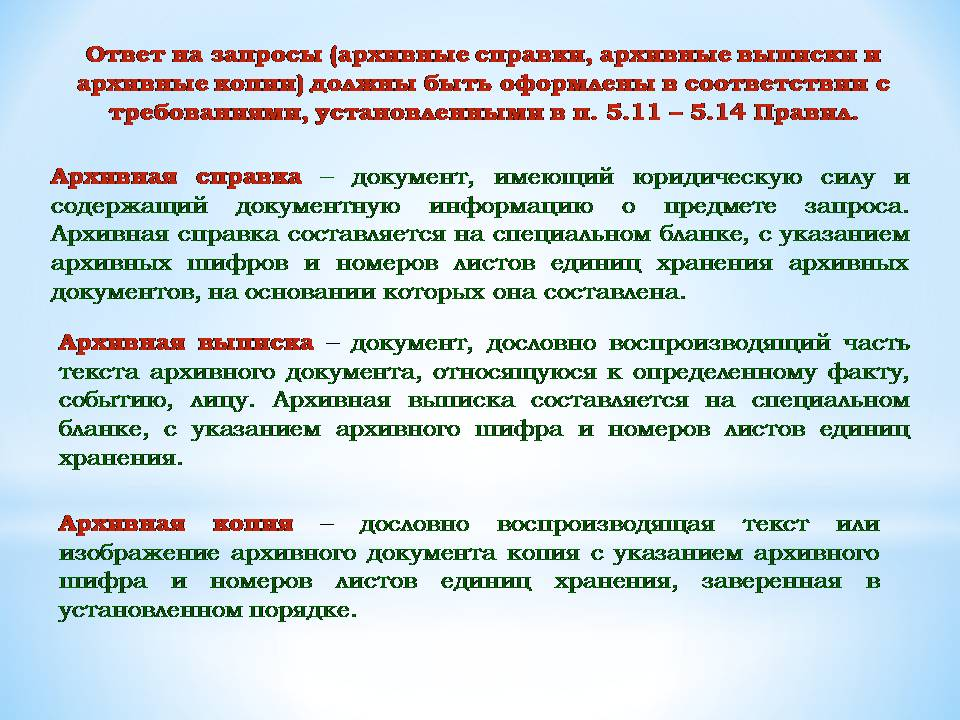 Ответ на запросы (архивные справки, архивные выписки и
архивные копии) должны быть оформлены в соответствии с
требованиями, установленными в п. 5.11 – 5.14 Правил.
Архивная справка – документ, имеющий юридическую силу и
содержащий документную информацию о предмете запроса.
Архивная справка составляется на специальном бланке, с указанием
архивных шифров и номеров листов единиц хранения архивных
документов, на основании которых она составлена.
Архивная выписка – документ, дословно воспроизводящий часть
текста архивного документа, относящуюся к определенному факту,
событию, лицу. Архивная выписка составляется на специальном
бланке, с указанием архивного шифра и номеров листов единиц
хранения.
Архивная копия – дословно воспроизводящая текст или
изображение архивного документа копия с указанием архивного
шифра и номеров листов единиц хранения, заверенная в
установленном порядке.